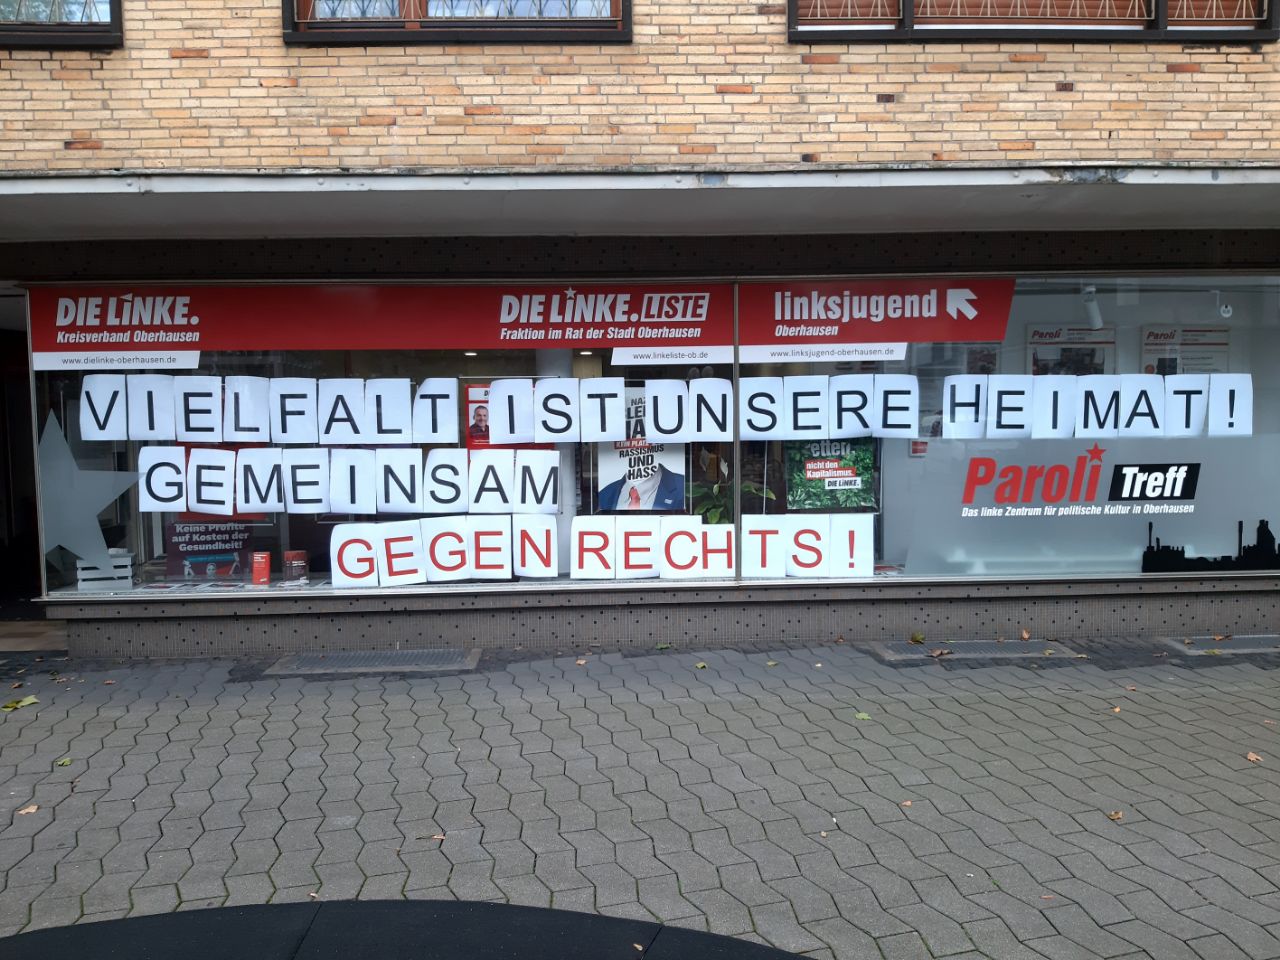 DIE LINKE.
Kreisverband Oberhausen
www.dielinke-oberhausen.de
DIE LINKE. LISTE
Fraktion im Rat der Stadt Oberhausen
www.linkeliste-ob.de
linksjugend
Oberhausen
www.linksjugend-oberhausen.de
Paroli
Paroli
VIELFALT IST UNSERE HEIMAT!
GEMEINSAM
GEGEN RECHTS!
KEIN PLATZ
RASSISMUS
UND
HASS
retten,
nicht den
Kapitalismus.
DIE LINKE.
Paroli Treff
Das linke Zentrum für politische Kultur in Oberhausen
Keine Profite
auf Kosten der
Gesundheit!